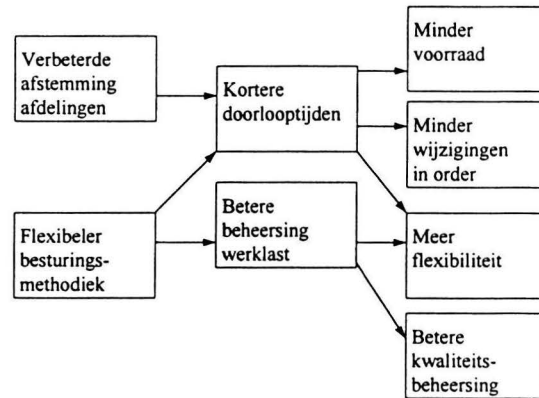 Verbeterde
afstemming
afdelingen
Flexibeler
besturings-
methodiek
Kortere
doorlooptijden
Betere
beheersing
werklast
Minder
voorraad
Minder
wijzigingen
in order
Meer
flexibiliteit
Betere
kwaliteits-
beheersing